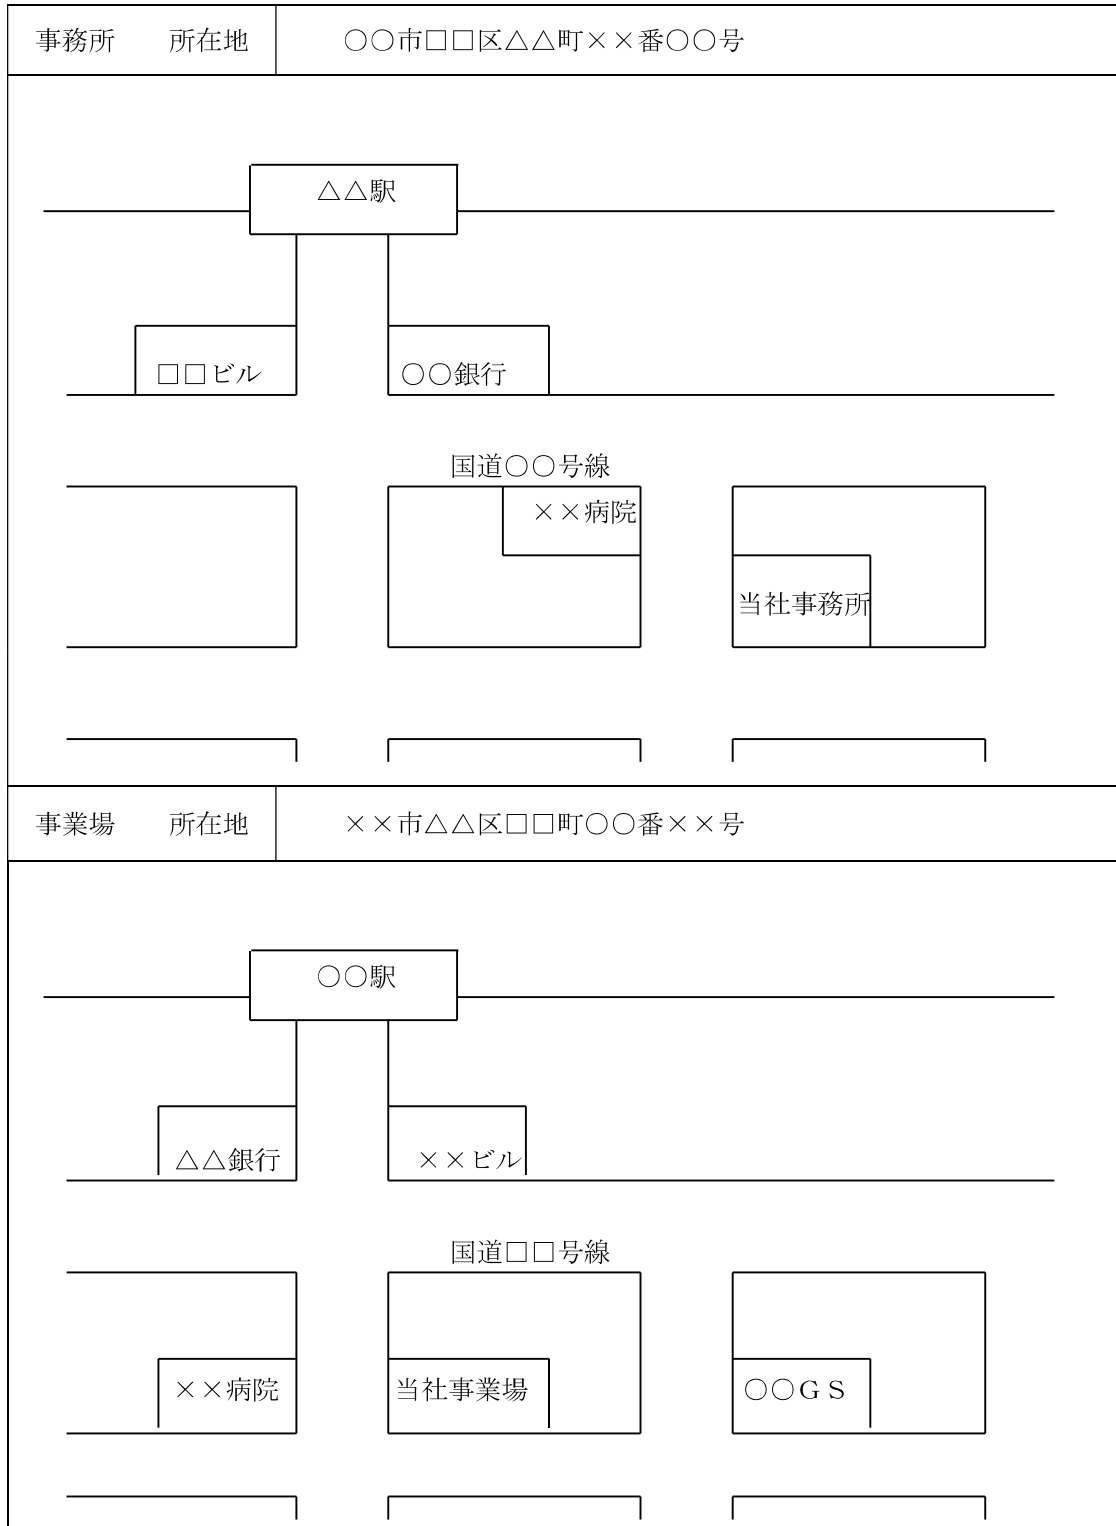 事務所　所在地　○○市□□区△△町××番○○号
△△駅
□□ビル　○○銀行
国道○○号線
××病院
当社事務所
事業場　所在地　××市△△区□□町○○番××号
○○駅
△△銀行　××ビル
国道□□号線
××病院　当社事業場　○○ＧＳ